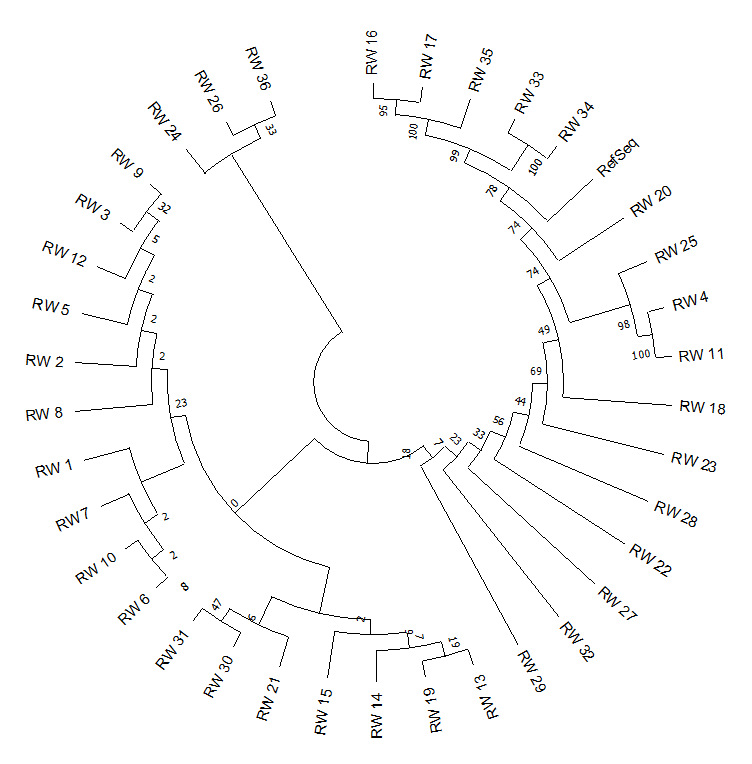 RW 16
RW 17
RW 35
RW 33
RW 34
RefSeq
RW 20
RW 25
RW 4
RW 11
RW 18
RW 23
RW 28
RW 22
RW 27
RW 32
RW 29
RW 13
RW 19
RW 14
RW 15
RW 21
RW 30
RW 31
RW 6
RW 10
RW 7
RW 1
RW 8
RW 2
RW 5
RW 12
RW 3
RW 9
RW 24
RW 26
RW 36
95
100
99
100
78
74
74
98
100
49
69
44
56
33
23
7
18
19
7
2
47
8
2
2
0
23
2
2
2
5
32
33